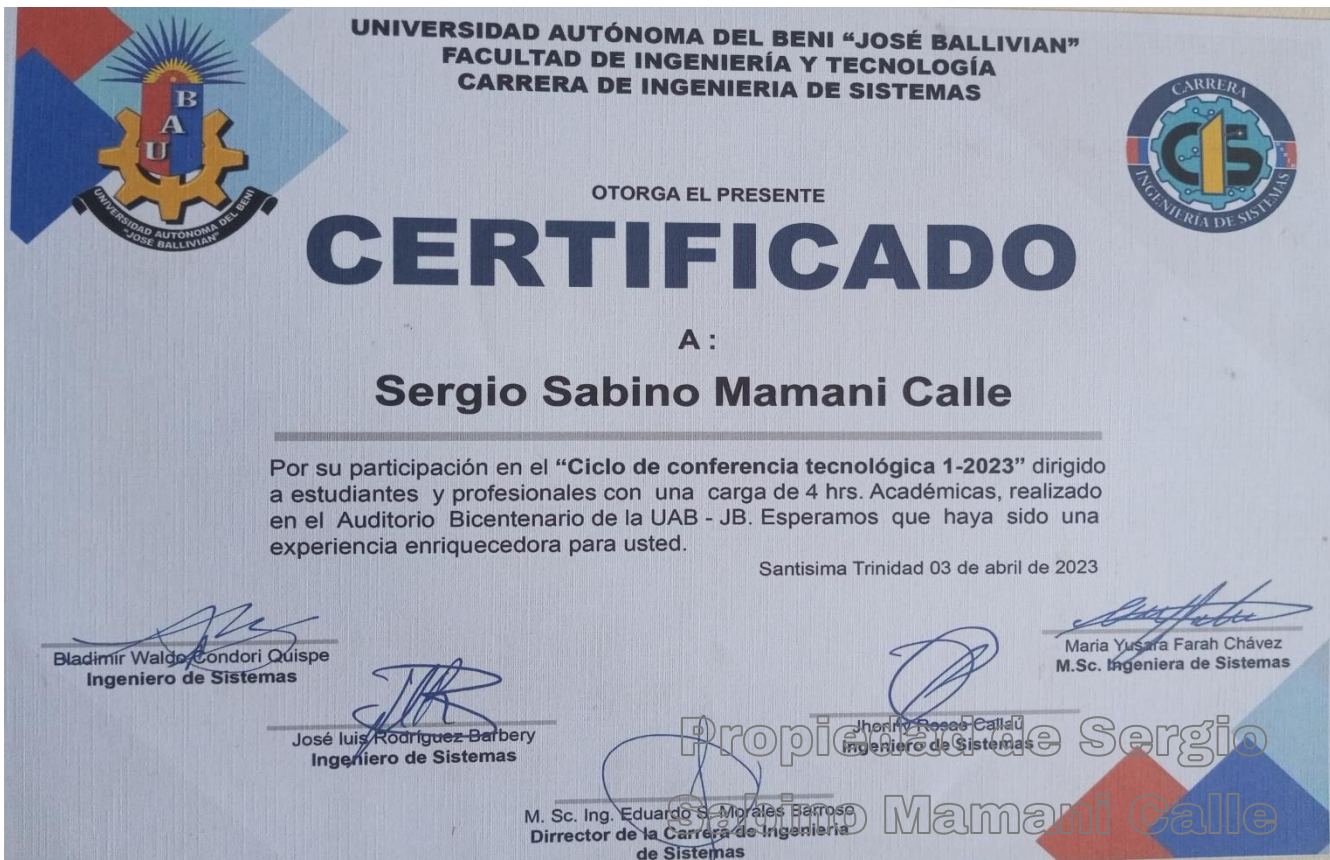 UNIVERSIDAD AUTÓNOMA DEL BENI “JOSÉ BALLIVIAN”
FACULTAD DE INGENIERÍA Y TECNOLOGÍA
CARRERA DE INGENIERIA DE SISTEMAS
U A B
UNIVERSIDAD AUTÓNOMA DEL BENI
"JOSÉ BALLIVIAN"
CARRERA
CIS
INGENIERÍA DE SISTEMAS
OTORGA EL PRESENTE
CERTIFICADO
A :
Sergio Sabino Mamani Calle
Por su participación en el “Ciclo de conferencia tecnológica 1-2023” dirigido
a estudiantes y profesionales con una carga de 4 hrs. Académicas, realizado
en el Auditorio Bicentenario de la UAB - JB. Esperamos que haya sido una
experiencia enriquecedora para usted.
Santisima Trinidad 03 de abril de 2023
Bladimir Waldo Condori Quispe
Ingeniero de Sistemas
Maria Yusara Farah Chávez
M.Sc. Ingeniera de Sistemas
José luis Rodríguez Barbery
Ingeniero de Sistemas
Jhonny Rosas Callaú
Ingeniero de Sistemas
M. Sc. Ing. Eduardo S. Morales Barroso
Dirrector de la Carrera de Ingenieria
de Sistemas
Propiedad de Sergio
Sabino Mamani Calle